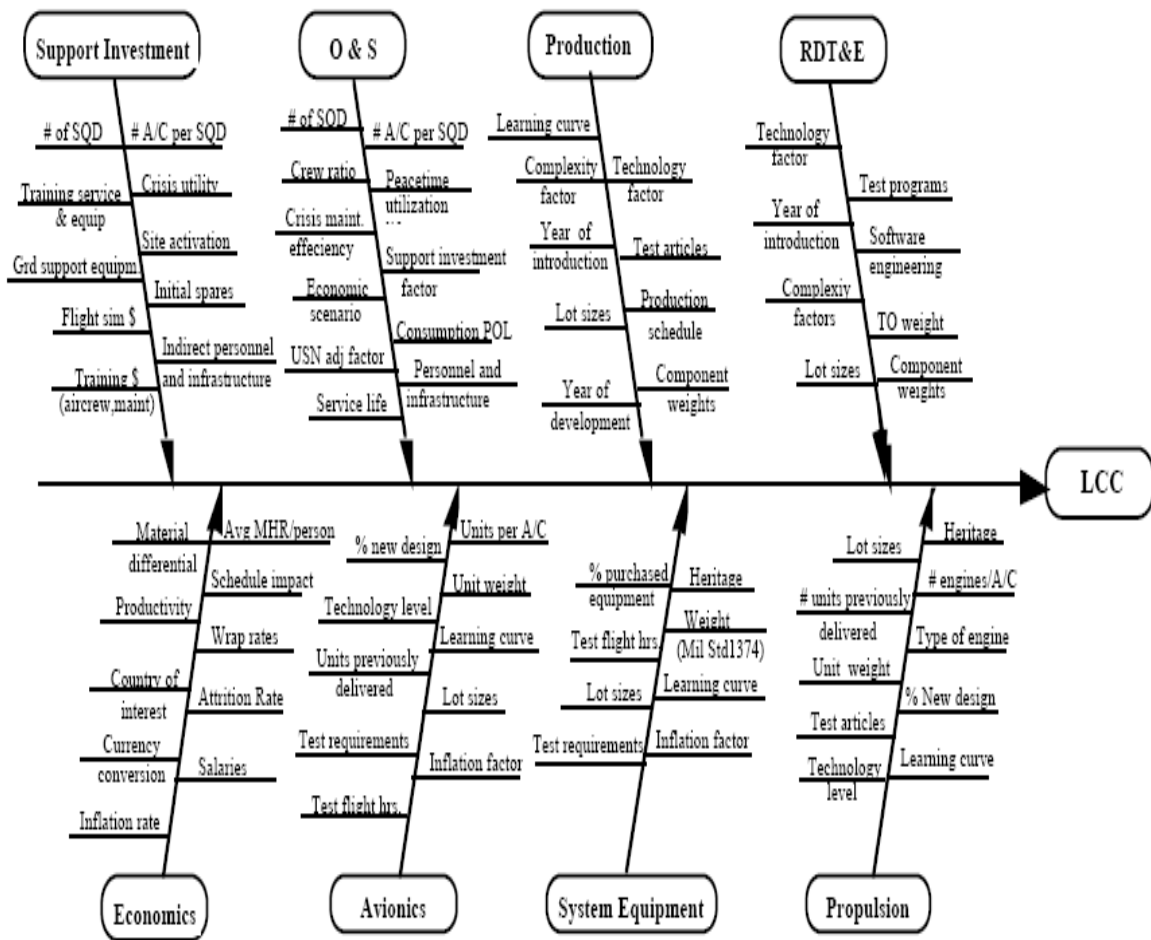 Support Investment
O & S
Production
RDT&E
# of SQD
# A/C per SQD
Training service
& equip
Crisis utility
Site activation
Grd support equipm.
Initial spares
Flight sim $
Indirect personnel
and infrastructure
Training $
(aircrew,maint)
# of SQD
# A/C per SQD
Crew ratio
Peacetime
utilization
...
Crisis maint.
effeciency
Support investment
factor
Economic
scenario
Consumption POL
USN adj factor
Personnel and
infrastructure
Service life
Learning curve
Complexity
factor
Technology
factor
Year of
introduction
Test articles
Lot sizes
Production
schedule
Component
weights
Year of
development
Technology
factor
Test programs
Year of
introduction
Software
engineering
Complexiv
factors
TO weight
Lot sizes
Component
weights
LCC
Material
differential
Avg MHR/person
Schedule impact
Productivity
Wrap rates
Country of
interest
Attrition Rate
Currency
conversion
Salaries
Inflation rate
% new design
Units per A/C
Unit weight
Technology level
Learning curve
Units previously
delivered
Lot sizes
Test requirements
Inflation factor
Test flight hrs.
% purchased
equipment
Heritage
Test flight hrs.
Weight
(Mil Std1374)
Lot sizes
Learning curve
Test requirements
Inflation factor
Lot sizes
Heritage
# engines/A/C
# units previously
delivered
Type of engine
Unit weight
% New design
Test articles
Technology
level
Learning curve
Economics
Avionics
System Equipment
Propulsion